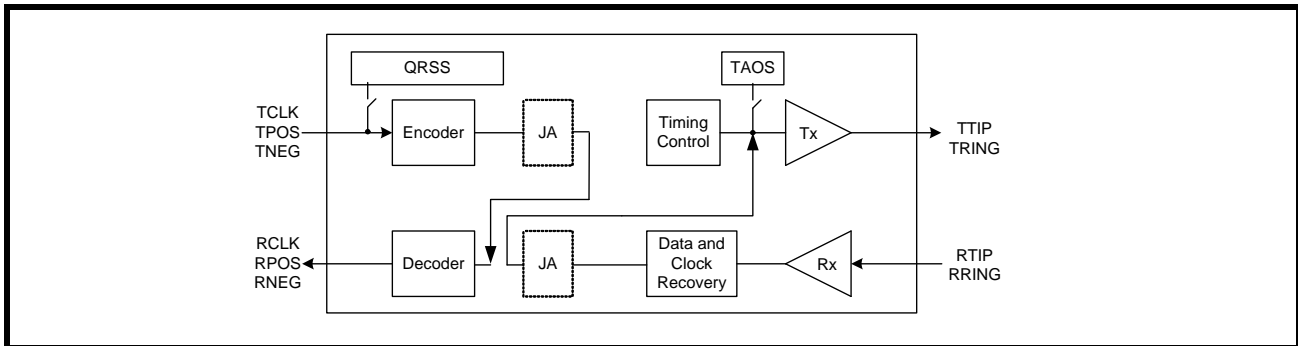 QRSS
TAOS
TCLK
TPOS
TNEG
Encoder
JA
Timing
Control
Tx
TTIP
TRING
RCLK
RPOS
RNEG
Decoder
JA
Data and
Clock
Recovery
Rx
RTIP
RRING